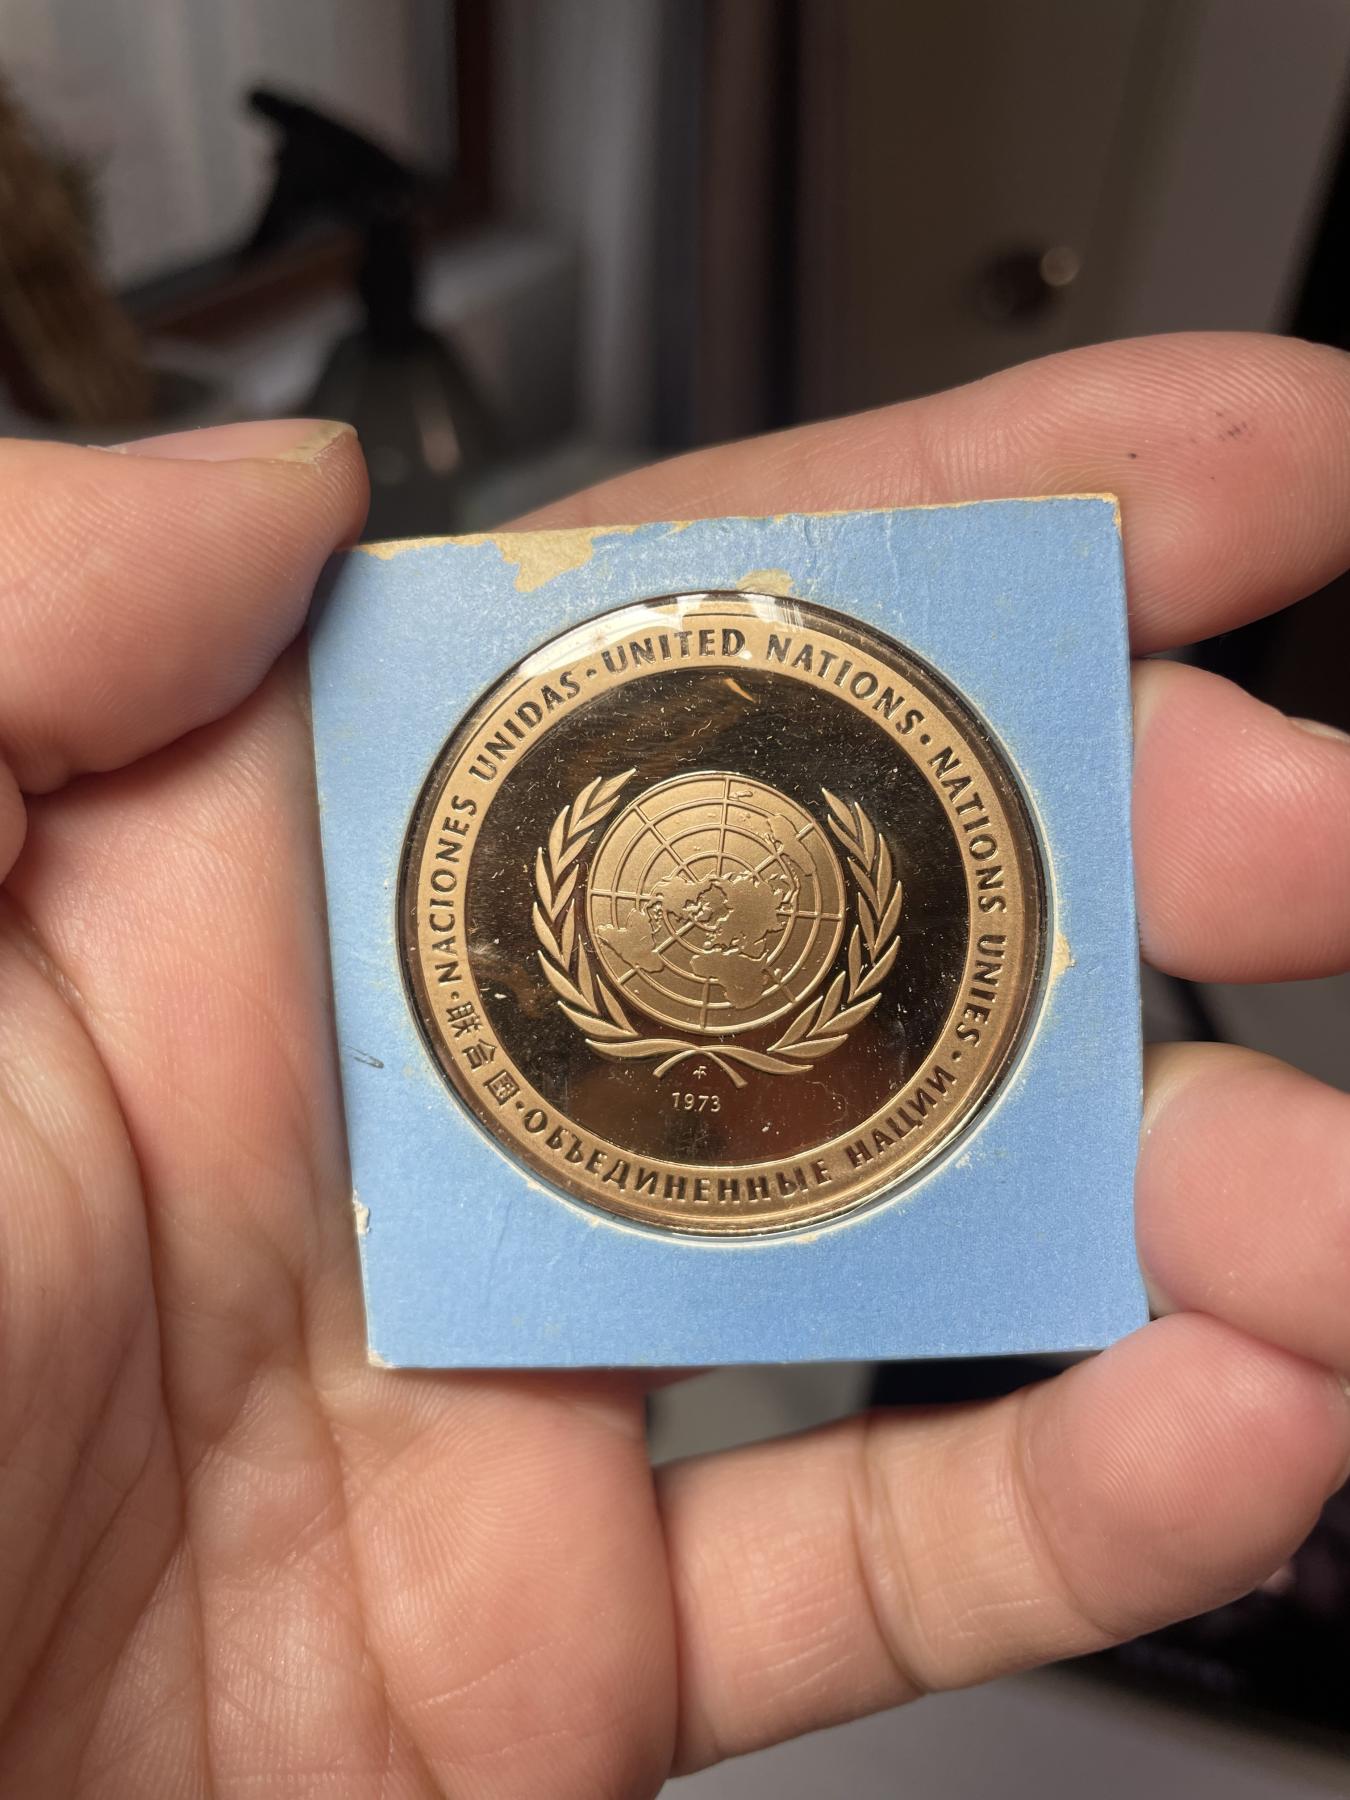 ·UNITED NATIONS·NATIONS UNIES·ОБЪЕДИНЕННЫЕ НАЦИИ·联合国·NACIONES UNIDAS
1973